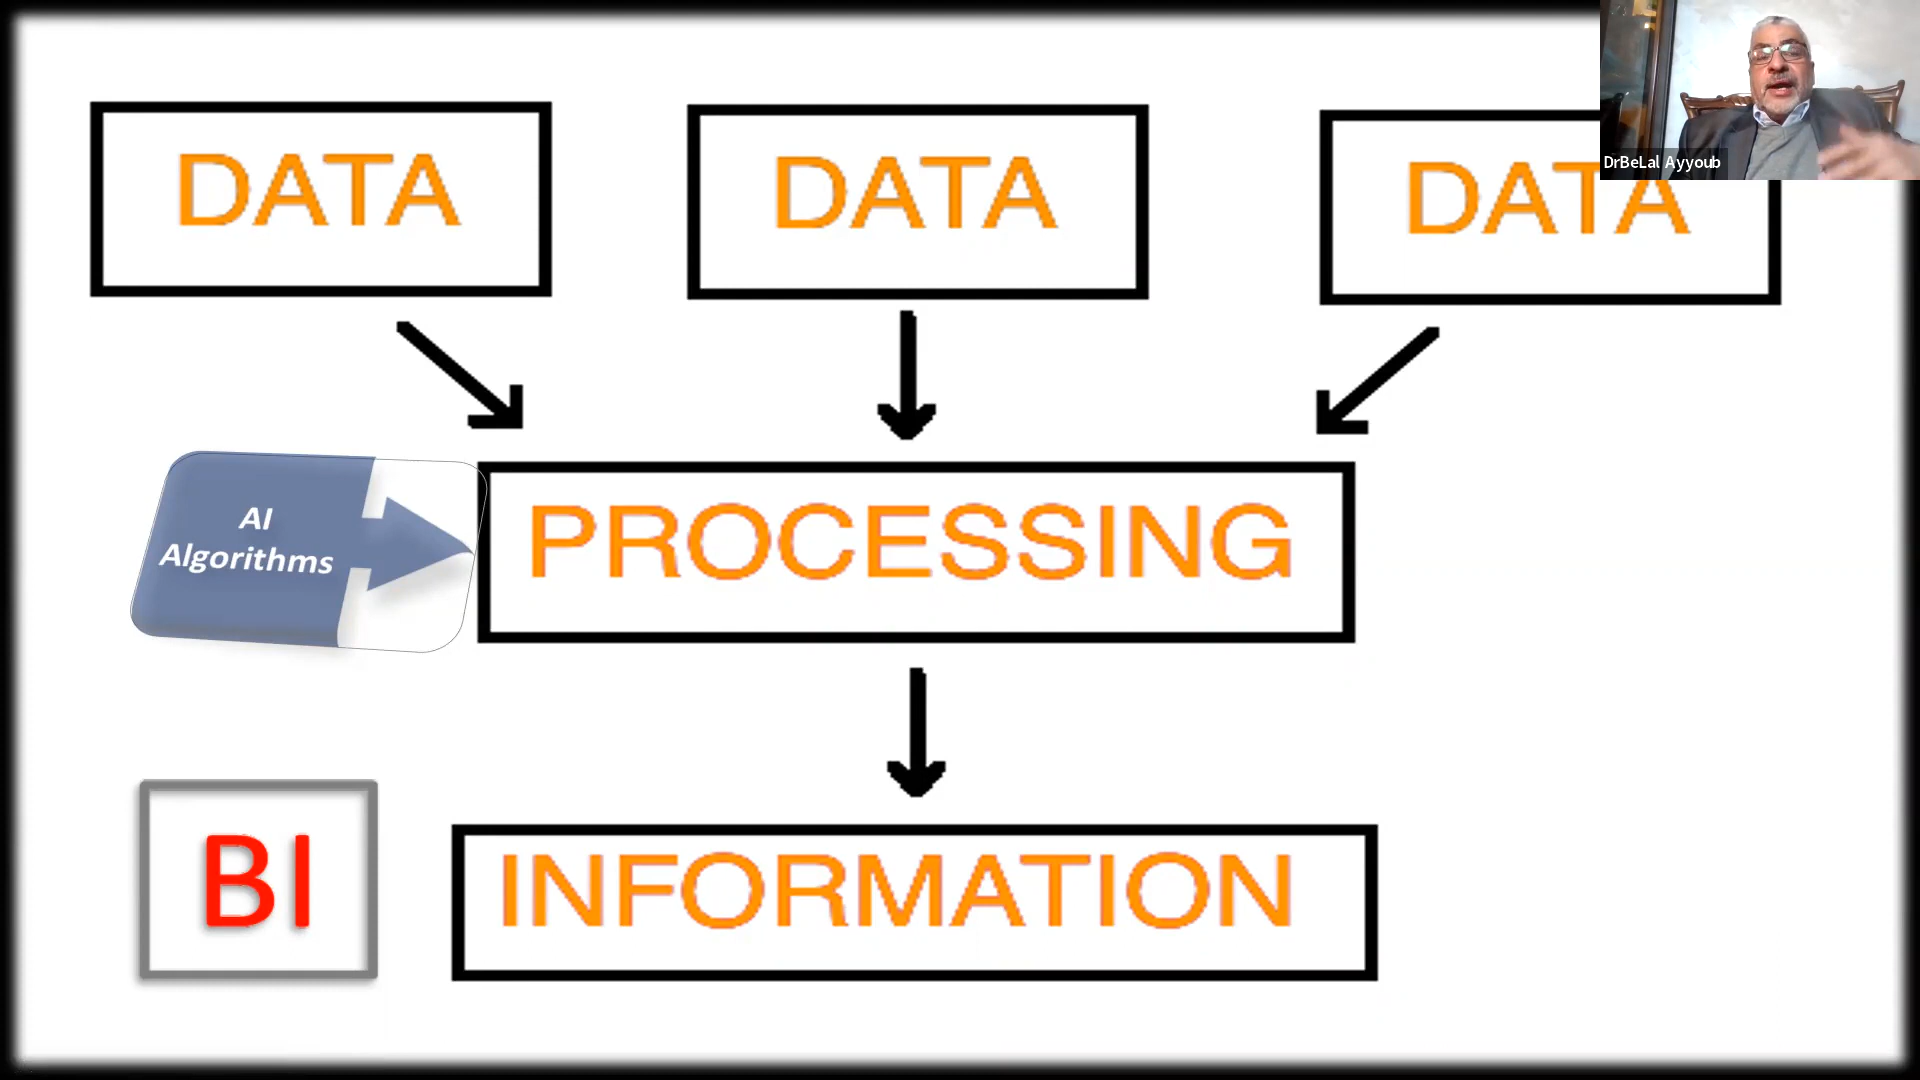 DATA
DATA
DATA
DrBeLal Ayyoub
AI
Algorithms
PROCESSING
BI
INFORMATION